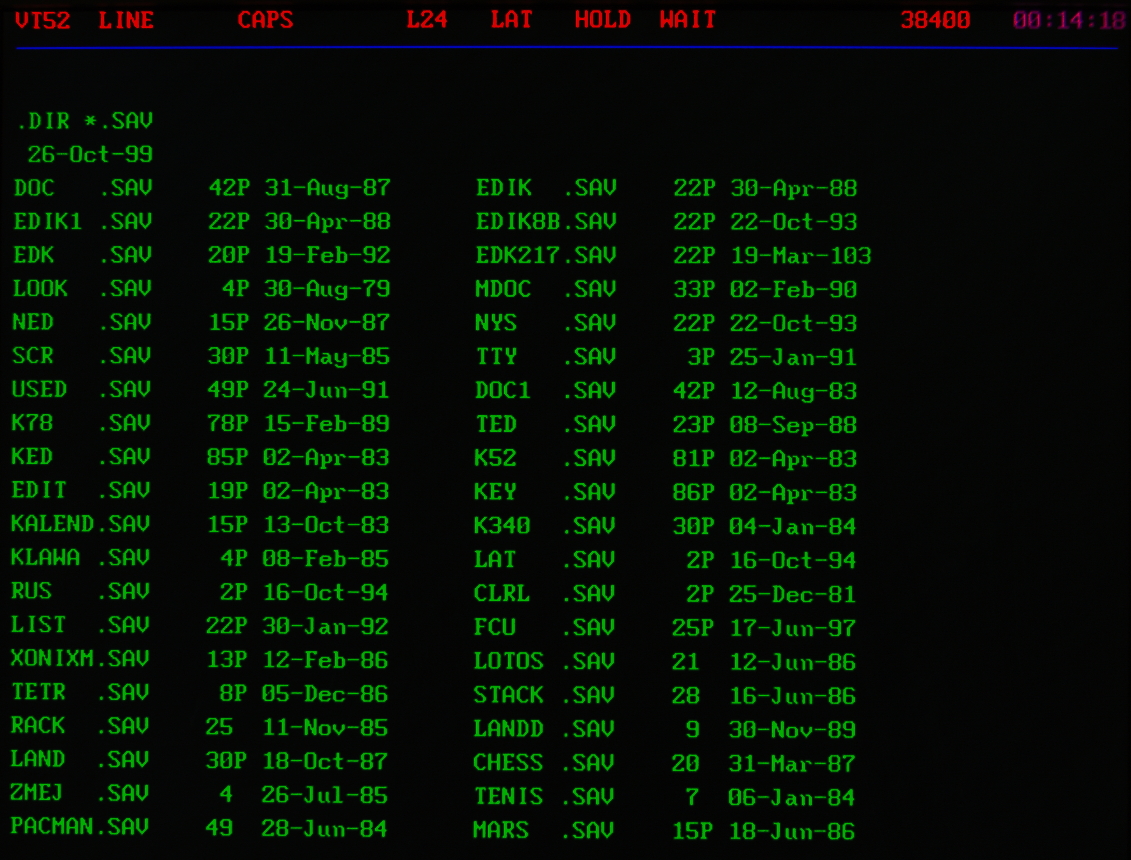 VT52 LINE CAPS L24 LAT HOLD WAIT 38400 00:14:18
.DIR *.SAV
26-Oct-99
DOC .SAV 42P 31-Aug-87 EDIK .SAV 22P 30-Apr-88
EDIK1 .SAV 22P 30-Apr-88 EDIK8B.SAV 22P 22-Oct-93
EDK .SAV 20P 19-Feb-92 EDK217.SAV 22P 19-Mar-103
LOOK .SAV 4P 30-Aug-79 MDOC .SAV 33P 02-Feb-90
NED .SAV 15P 26-Nov-87 NYS .SAV 22P 22-Oct-93
SCR .SAV 30P 11-May-85 TTY .SAV 3P 25-Jan-91
USED .SAV 49P 24-Jun-91 DOC1 .SAV 42P 12-Aug-83
K78 .SAV 78P 15-Feb-89 TED .SAV 23P 08-Sep-88
KED .SAV 85P 02-Apr-83 K52 .SAV 81P 02-Apr-83
EDIT .SAV 19P 02-Apr-83 KEY .SAV 86P 02-Apr-83
KALEND.SAV 15P 13-Oct-83 K340 .SAV 30P 04-Jan-84
KLAWA .SAV 4P 08-Feb-85 LAT .SAV 2P 16-Oct-94
RUS .SAV 2P 16-Oct-94 CLRL .SAV 2P 25-Dec-81
LIST .SAV 22P 30-Jan-92 FCU .SAV 25P 17-Jun-97
XONIXM.SAV 13P 12-Feb-86 LOTOS .SAV 21 12-Jun-86
TETR .SAV 8P 05-Dec-86 STACK .SAV 28 16-Jun-86
RACK .SAV 25 11-Nov-85 LANDD .SAV 9 30-Nov-89
LAND .SAV 30P 18-Oct-87 CHESS .SAV 20 31-Mar-87
ZMEJ .SAV 4 26-Jul-85 TENIS .SAV 7 06-Jan-84
PACMAN.SAV 49 28-Jun-84 MARS .SAV 15P 18-Jun-86